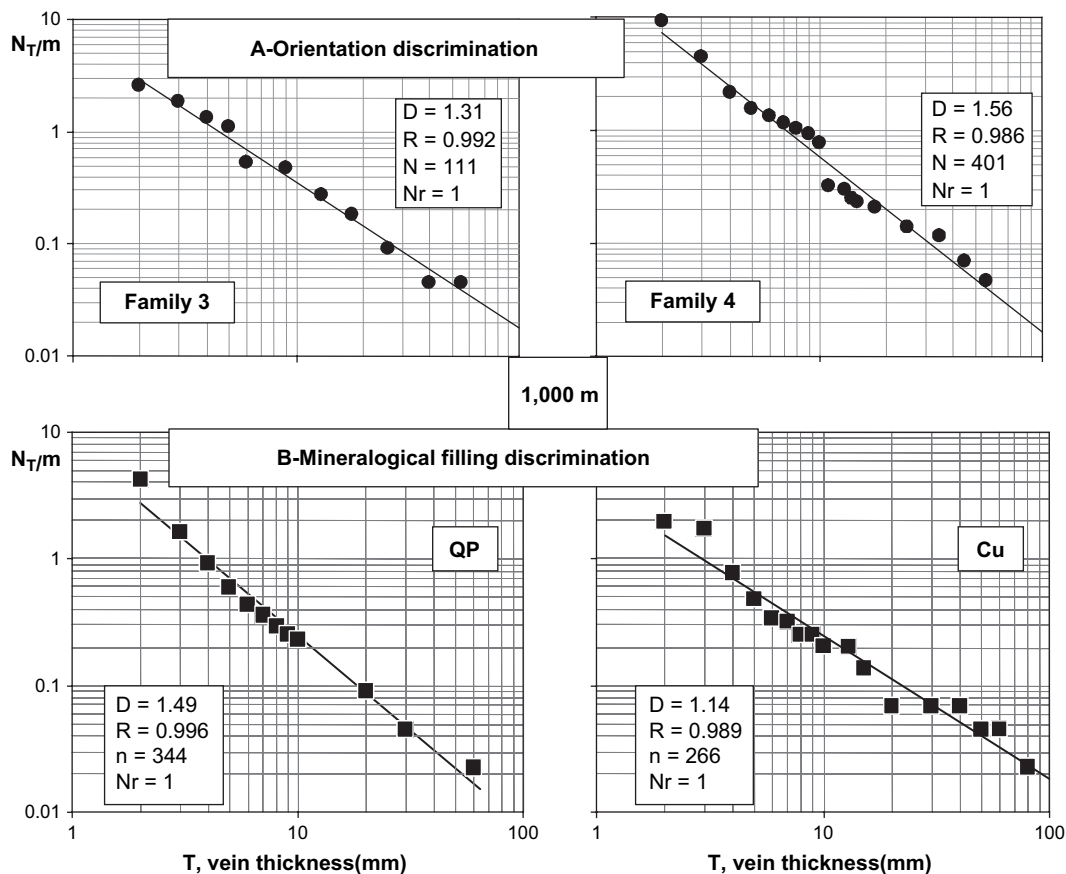 10
N_T/m
A-Orientation discrimination
D = 1.31
R = 0.992
N = 111
Nr = 1
D = 1.56
R = 0.986
N = 401
Nr = 1
1
0.1
Family 3
Family 4
0.01
1,000 m
10
N_T/m
B-Mineralogical filling discrimination
QP
Cu
1
0.1
D = 1.49
R = 0.996
n = 344
Nr = 1
D = 1.14
R = 0.989
n = 266
Nr = 1
0.01
1 10 100
1 10 100
T, vein thickness(mm)
T, vein thickness(mm)